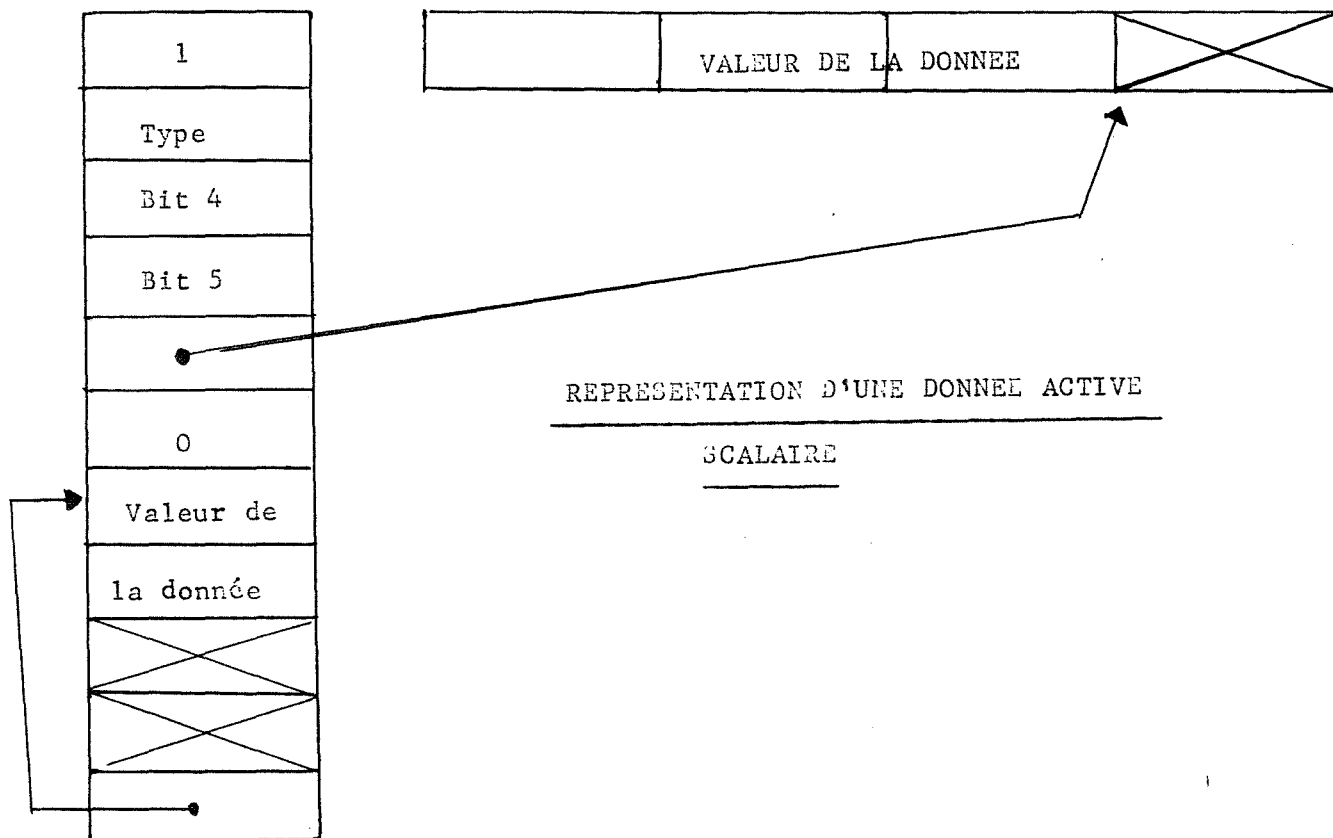 1
VALEUR DE LA DONNEE
Type
Bit 4
Bit 5
REPRESENTATION D'UNE DONNEE ACTIVE
SCALAIRE
0
Valeur de
la donnée